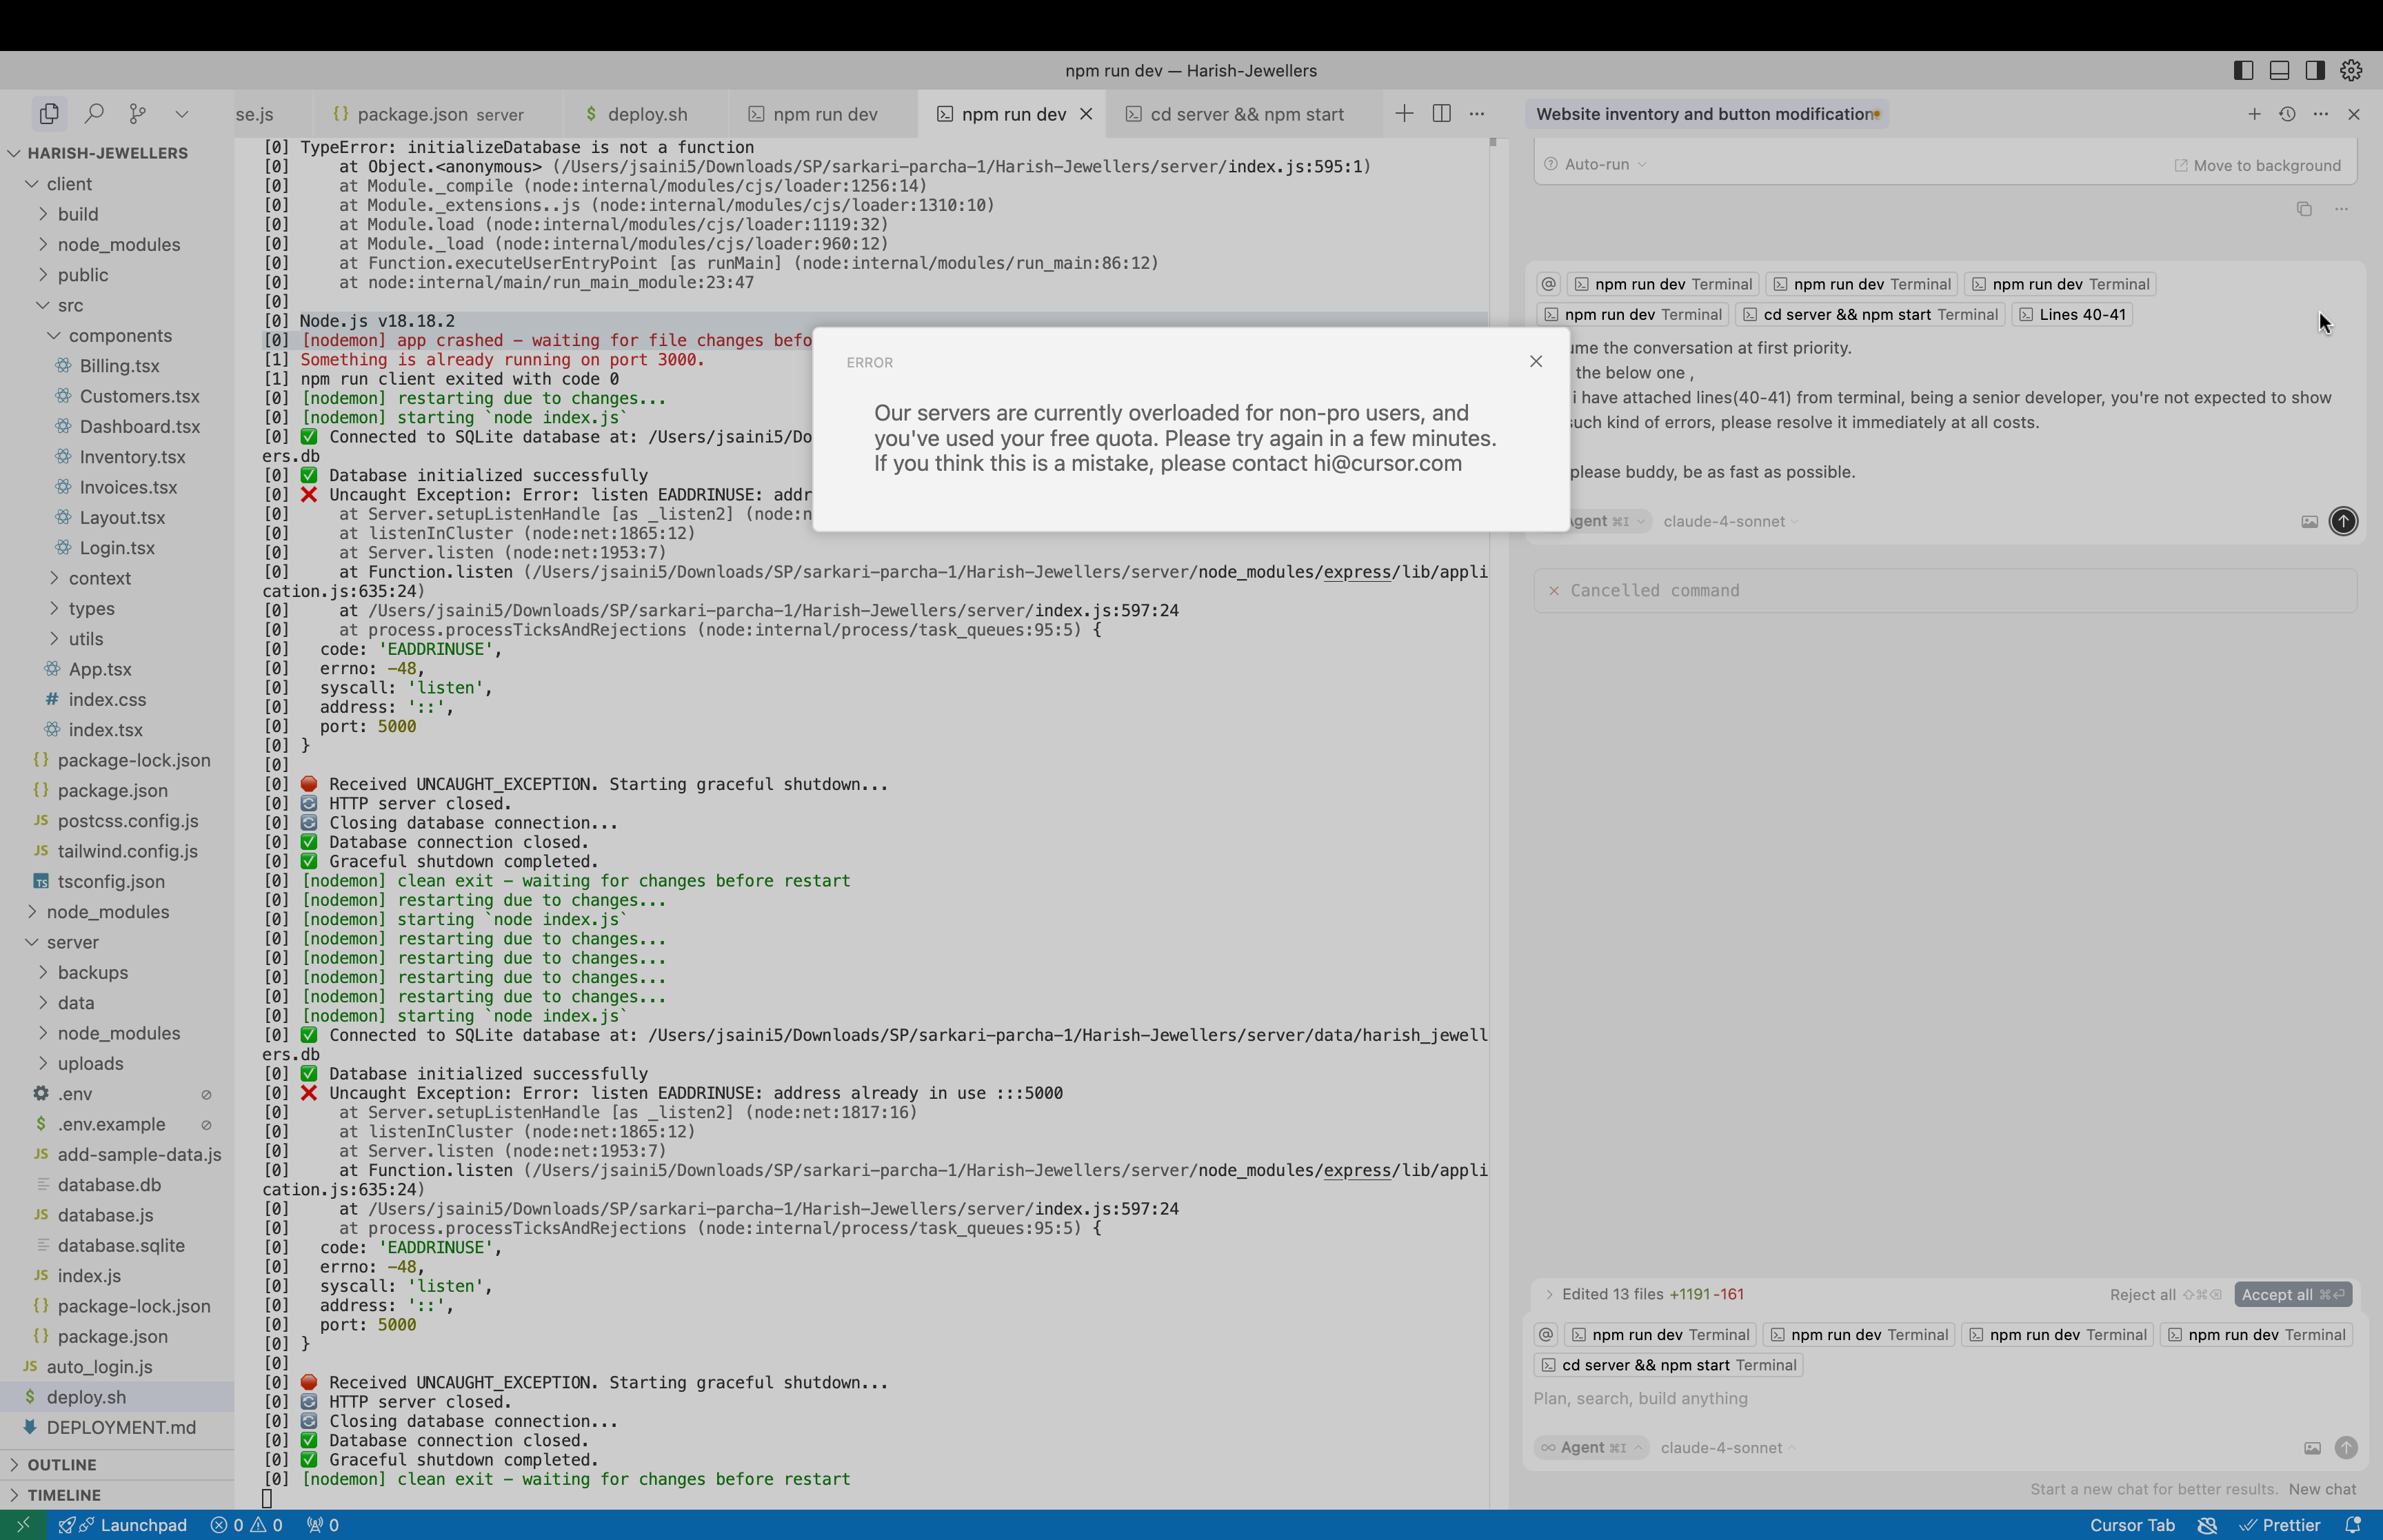 npm run dev — Harish-Jewellers
se.js
{} package.json server
$ deploy.sh
npm run dev
npm run dev
cd server && npm start
HARISH-JEWELLERS
client
build
node_modules
public
src
components
Billing.tsx
Customers.tsx
Dashboard.tsx
Inventory.tsx
Invoices.tsx
Layout.tsx
Login.tsx
context
types
utils
App.tsx
# index.css
index.tsx
{} package-lock.json
{} package.json
JS postcss.config.js
JS tailwind.config.js
TS tsconfig.json
node_modules
server
backups
data
node_modules
uploads
.env
$ .env.example
JS add-sample-data.js
database.db
JS database.js
database.sqlite
JS index.js
{} package-lock.json
{} package.json
JS auto_login.js
$ deploy.sh
DEPLOYMENT.md
OUTLINE
TIMELINE
[0] TypeError: initializeDatabase is not a function
[0]     at Object.<anonymous> (/Users/jsaini5/Downloads/SP/sarkari-parcha-1/Harish-Jewellers/server/index.js:595:1)
[0]     at Module._compile (node:internal/modules/cjs/loader:1256:14)
[0]     at Module._extensions..js (node:internal/modules/cjs/loader:1310:10)
[0]     at Module.load (node:internal/modules/cjs/loader:1119:32)
[0]     at Module._load (node:internal/modules/cjs/loader:960:12)
[0]     at Function.executeUserEntryPoint [as runMain] (node:internal/modules/run_main:86:12)
[0]     at node:internal/main/run_main_module:23:47
[0]
[0] Node.js v18.18.2
[0] [nodemon] app crashed – waiting for file changes befo
[1] Something is already running on port 3000.
[1] npm run client exited with code 0
[0] [nodemon] restarting due to changes...
[0] [nodemon] starting `node index.js`
[0] ✅ Connected to SQLite database at: /Users/jsaini5/Do
ers.db
[0] ✅ Database initialized successfully
[0] ❌ Uncaught Exception: Error: listen EADDRINUSE: addr
[0]     at Server.setupListenHandle [as _listen2] (node:n
[0]     at listenInCluster (node:net:1865:12)
[0]     at Server.listen (node:net:1953:7)
[0]     at Function.listen (/Users/jsaini5/Downloads/SP/sarkari-parcha-1/Harish-Jewellers/server/node_modules/express/lib/appli
cation.js:635:24)
[0]     at /Users/jsaini5/Downloads/SP/sarkari-parcha-1/Harish-Jewellers/server/index.js:597:24
[0]     at process.processTicksAndRejections (node:internal/process/task_queues:95:5) {
[0]   code: 'EADDRINUSE',
[0]   errno: -48,
[0]   syscall: 'listen',
[0]   address: '::',
[0]   port: 5000
[0] }
[0]
[0] 🛑 Received UNCAUGHT_EXCEPTION. Starting graceful shutdown...
[0] 🔄 HTTP server closed.
[0] 🔄 Closing database connection...
[0] ✅ Database connection closed.
[0] ✅ Graceful shutdown completed.
[0] [nodemon] clean exit – waiting for changes before restart
[0] [nodemon] restarting due to changes...
[0] [nodemon] starting `node index.js`
[0] [nodemon] restarting due to changes...
[0] [nodemon] restarting due to changes...
[0] [nodemon] restarting due to changes...
[0] [nodemon] restarting due to changes...
[0] [nodemon] starting `node index.js`
[0] ✅ Connected to SQLite database at: /Users/jsaini5/Downloads/SP/sarkari-parcha-1/Harish-Jewellers/server/data/harish_jewell
ers.db
[0] ✅ Database initialized successfully
[0] ❌ Uncaught Exception: Error: listen EADDRINUSE: address already in use :::5000
[0]     at Server.setupListenHandle [as _listen2] (node:net:1817:16)
[0]     at listenInCluster (node:net:1865:12)
[0]     at Server.listen (node:net:1953:7)
[0]     at Function.listen (/Users/jsaini5/Downloads/SP/sarkari-parcha-1/Harish-Jewellers/server/node_modules/express/lib/appli
cation.js:635:24)
[0]     at /Users/jsaini5/Downloads/SP/sarkari-parcha-1/Harish-Jewellers/server/index.js:597:24
[0]     at process.processTicksAndRejections (node:internal/process/task_queues:95:5) {
[0]   code: 'EADDRINUSE',
[0]   errno: -48,
[0]   syscall: 'listen',
[0]   address: '::',
[0]   port: 5000
[0] }
[0]
[0] 🛑 Received UNCAUGHT_EXCEPTION. Starting graceful shutdown...
[0] 🔄 HTTP server closed.
[0] 🔄 Closing database connection...
[0] ✅ Database connection closed.
[0] ✅ Graceful shutdown completed.
[0] [nodemon] clean exit – waiting for changes before restart
ERROR
Our servers are currently overloaded for non-pro users, and
you've used your free quota. Please try again in a few minutes.
If you think this is a mistake, please contact hi@cursor.com
Website inventory and button modification
Auto-run
Move to background
@ npm run dev Terminal npm run dev Terminal npm run dev Terminal
npm run dev Terminal cd server && npm start Terminal Lines 40-41
ume the conversation at first priority.
the below one ,
i have attached lines(40-41) from terminal, being a senior developer, you're not expected to show
uch kind of errors, please resolve it immediately at all costs.
please buddy, be as fast as possible.
gent ⌘I claude-4-sonnet
× Cancelled command
Edited 13 files +1191 -161
Reject all ⇧⌘⌫ Accept all ⌘⏎
@ npm run dev Terminal npm run dev Terminal npm run dev Terminal npm run dev Terminal
cd server && npm start Terminal
Plan, search, build anything
∞ Agent ⌘I claude-4-sonnet
Start a new chat for better results. New chat
Launchpad 0 0 0
Cursor Tab Prettier